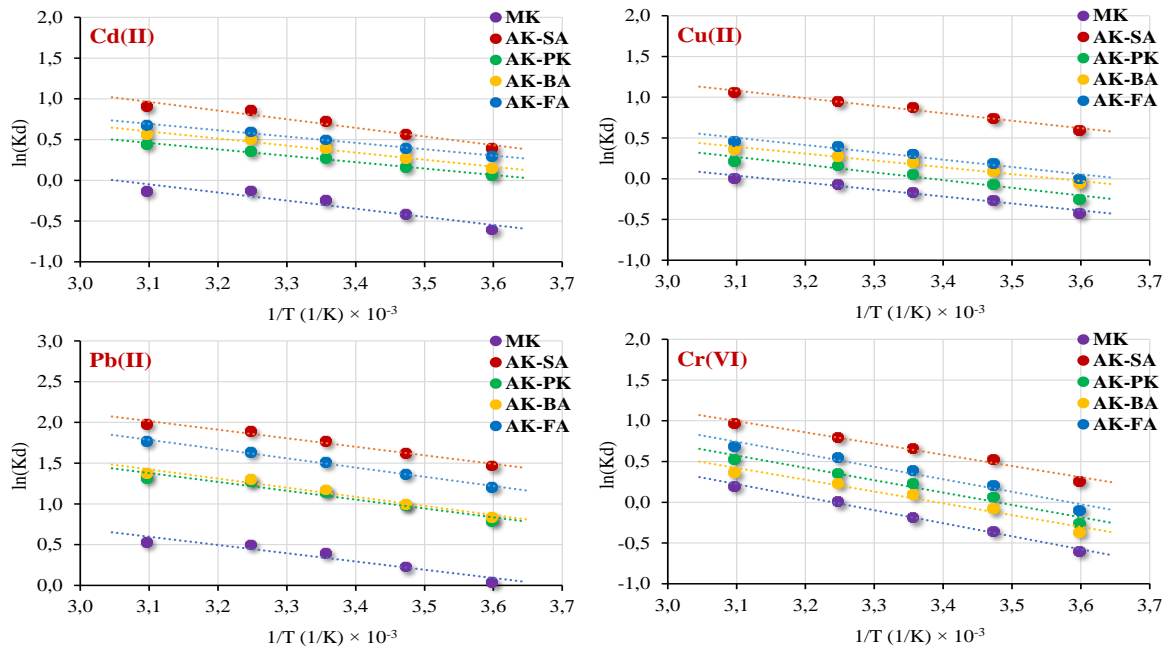 Cd(II)
MK
AK-SA
AK-PK
AK-BA
AK-FA
ln(Kd)
2,0
1,5
1,0
0,5
0,0
-0,5
-1,0
3,0 3,1 3,2 3,3 3,4 3,5 3,6 3,7
1/T (1/K) × 10⁻³
Cu(II)
MK
AK-SA
AK-PK
AK-BA
AK-FA
ln(Kd)
2,0
1,5
1,0
0,5
0,0
-0,5
-1,0
3,0 3,1 3,2 3,3 3,4 3,5 3,6 3,7
1/T (1/K) × 10⁻³
Pb(II)
MK
AK-SA
AK-PK
AK-BA
AK-FA
ln(Kd)
3,0
2,5
2,0
1,5
1,0
0,5
0,0
3,0 3,1 3,2 3,3 3,4 3,5 3,6 3,7
1/T (1/K) × 10⁻³
Cr(VI)
MK
AK-SA
AK-PK
AK-BA
AK-FA
ln(Kd)
2,0
1,5
1,0
0,5
0,0
-0,5
-1,0
3,0 3,1 3,2 3,3 3,4 3,5 3,6 3,7
1/T (1/K) × 10⁻³